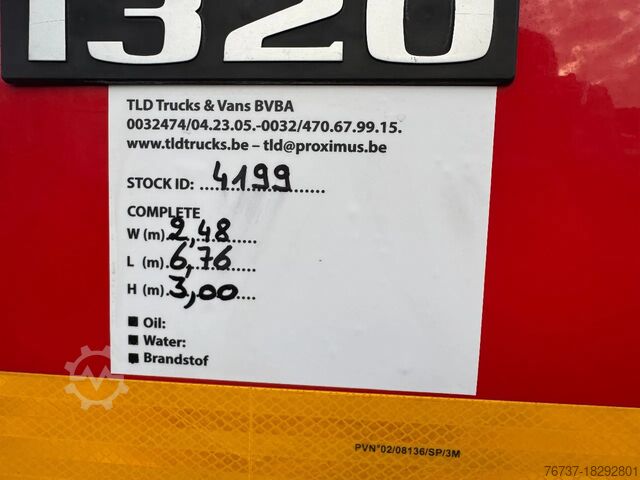 1320
TLD Trucks & Vans BVBA
0032474/04.23.05.-0032/470.67.99.15.
www.tldtrucks.be – tld@proximus.be
STOCK ID: ...4199......
COMPLETE
W (m).2,48......
L (m).6,76......
H (m).3,00....
■ Oil:
■ Water:
■ Brandstof
PVN°02/08136/SP/3M
76737-18292801